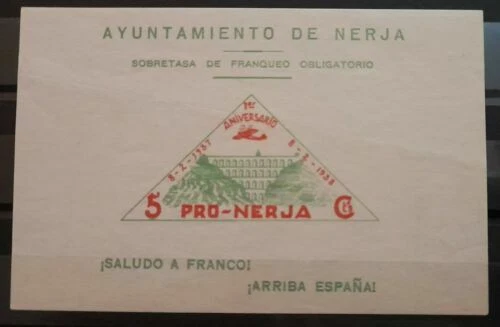 AYUNTAMIENTO DE NERJA
SOBRETASA DE FRANQUEO OBLIGATORIO
1er
ANIVERSARIO
8-2-1937
8-2-1938
5 PRO-NERJA
¡SALUDO A FRANCO!
¡ARRIBA ESPAÑA!